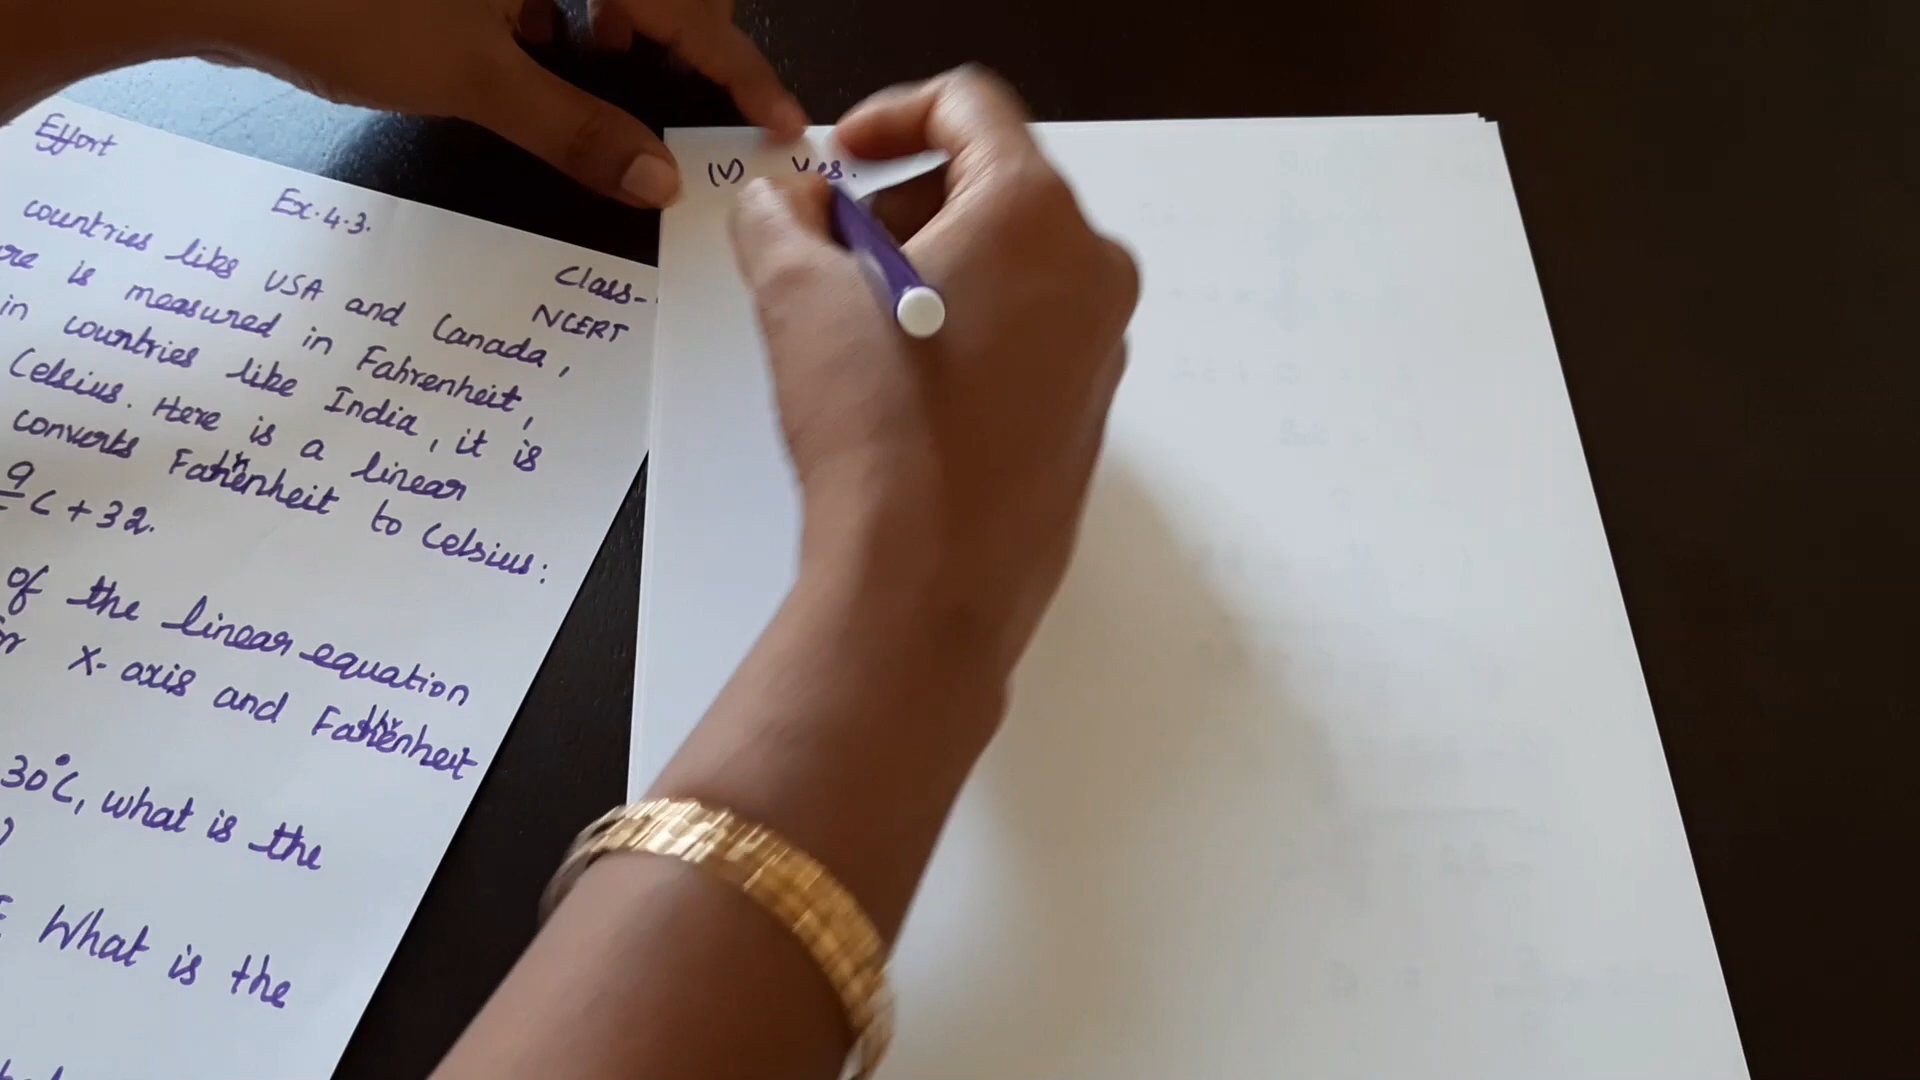 Effort
Ex.4.3.
Class-
NCERT
countries like USA and Canada,
re is measured in Fahrenheit,
in countries like India, it is
Celsius. Here is a linear
converts Fahrenheit to Celsius:
9 C + 32.
of the linear equation
for X-axis and Fahrenheit
30°C, what is the
What is the
(V) Yes.